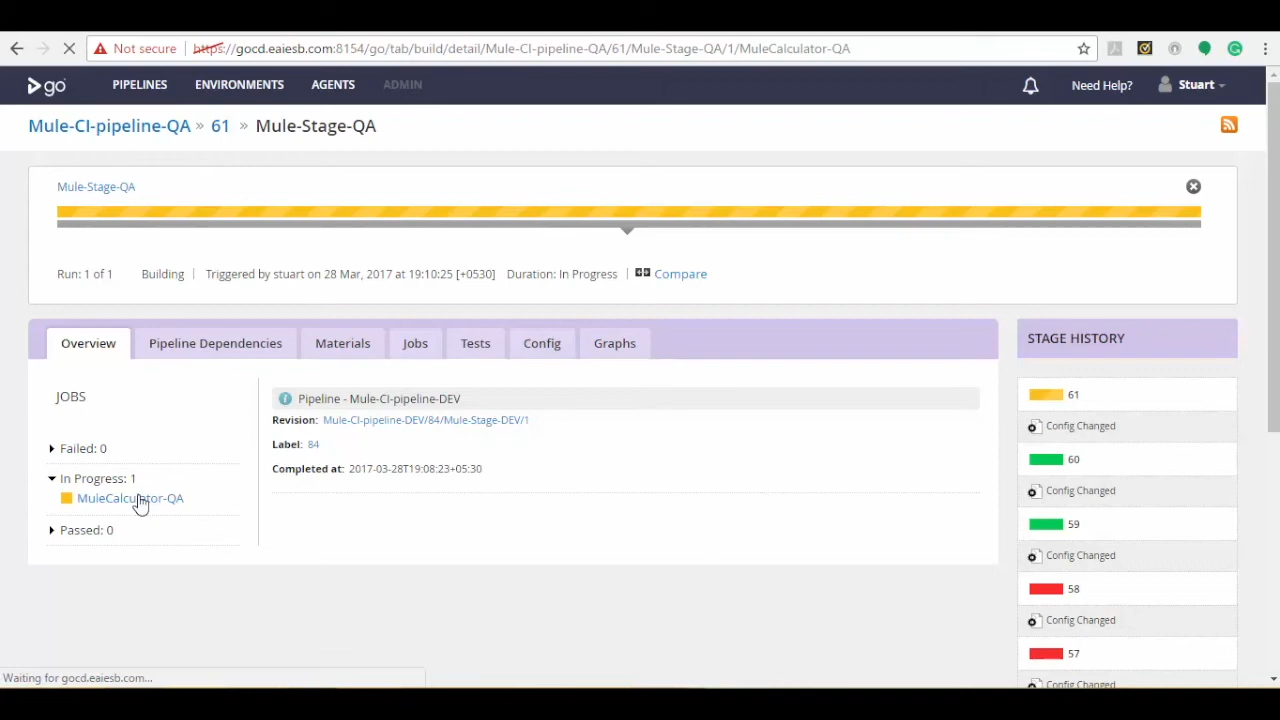 Not secure https://gocd.eaiesb.com:8154/go/tab/build/detail/Mule-CI-pipeline-QA/61/Mule-Stage-QA/1/MuleCalculator-QA
go PIPELINES ENVIRONMENTS AGENTS ADMIN Need Help? Stuart
Mule-CI-pipeline-QA » 61 » Mule-Stage-QA
Mule-Stage-QA
Run: 1 of 1 Building Triggered by stuart on 28 Mar, 2017 at 19:10:25 [+0530] Duration: In Progress Compare
Overview Pipeline Dependencies Materials Jobs Tests Config Graphs
JOBS
Failed: 0
In Progress: 1
MuleCalculator-QA
Passed: 0
Pipeline - Mule-CI-pipeline-DEV
Revision: Mule-CI-pipeline-DEV/84/Mule-Stage-DEV/1
Label: 84
Completed at: 2017-03-28T19:08:23+05:30
STAGE HISTORY
61
Config Changed
60
Config Changed
59
Config Changed
58
Config Changed
57
Config Changed
Waiting for gocd.eaiesb.com...